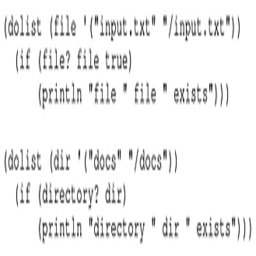 (dolist (file '("input.txt" "/input.txt"))
(if (file? file true)
(println "file " file " exists")))
(dolist (dir '("docs" "/docs"))
(if (directory? dir)
(println "directory " dir " exists")))